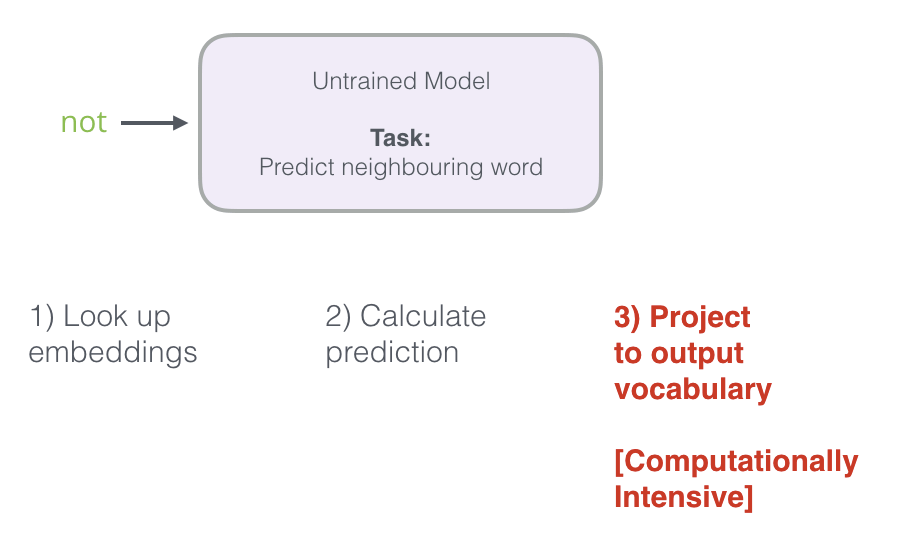 Untrained Model
not
Task:
Predict neighbouring word
1) Look up
embeddings
2) Calculate
prediction
3) Project
to output
vocabulary
[Computationally
Intensive]